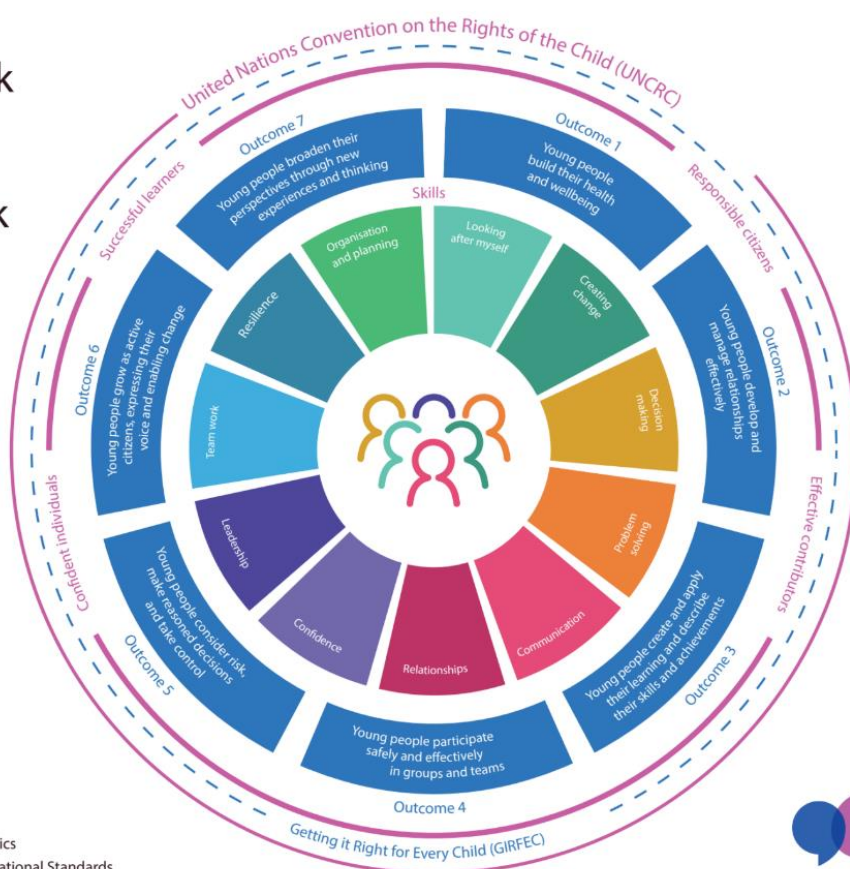 k
k
United Nations Convention on the Rights of the Child (UNCRC)
Successful learners
Responsible citizens
Effective contributors
Confident individuals
Getting it Right for Every Child (GIRFEC)
Outcome 1
Young people
build their health
and wellbeing
Outcome 2
Young people develop and
manage relationships
effectively
Outcome 3
Young people create and apply
their learning and describe
their skills and achievements
Outcome 4
Young people participate
safely and effectively
in groups and teams
Outcome 5
Young people consider risk,
make reasoned decisions
and take control
Outcome 6
Young people grow as active
citizens, expressing their
voice and enabling change
Outcome 7
Young people broaden their
perspectives through new
experiences and thinking
Skills
Looking
after myself
Creating
change
Decision
making
Problem
solving
Communication
Relationships
Confidence
Leadership
Team work
Resilience
Organisation
and planning
ics
ational Standards